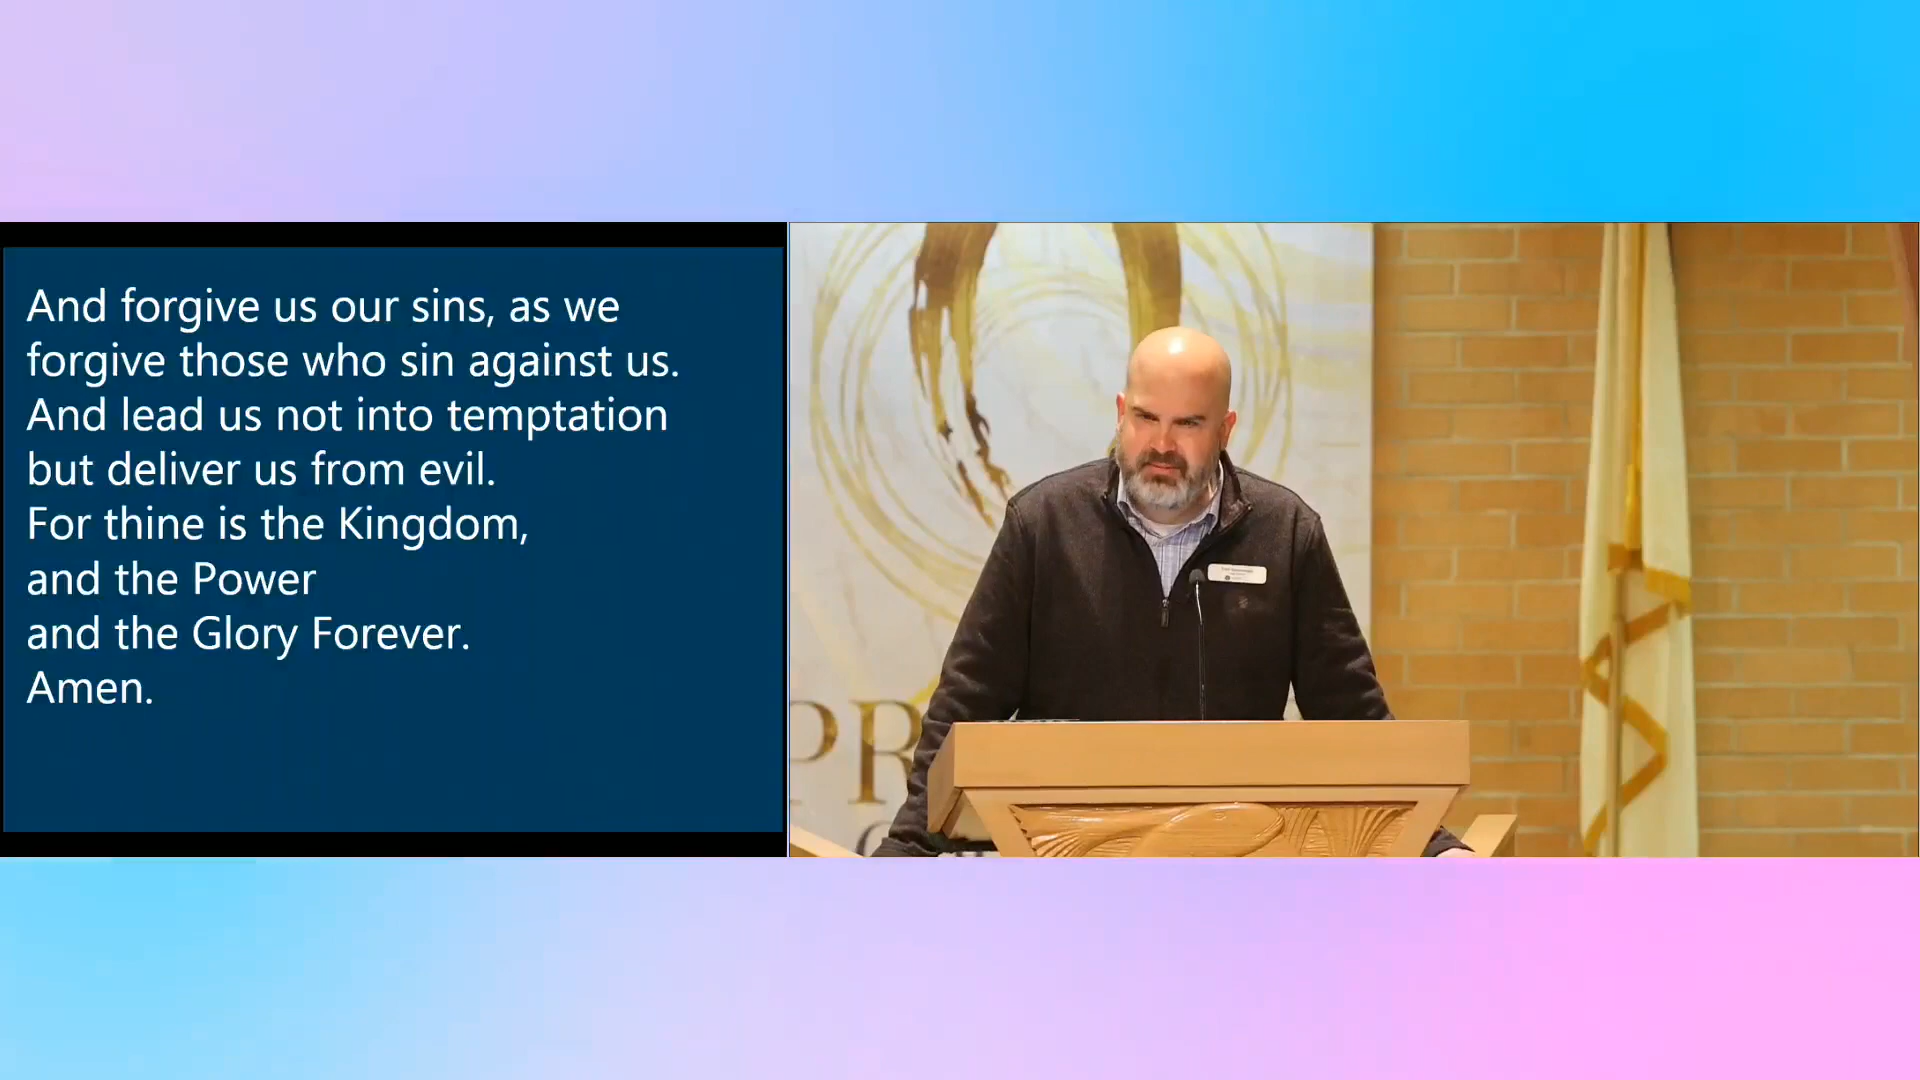 And forgive us our sins, as we
forgive those who sin against us.
And lead us not into temptation
but deliver us from evil.
For thine is the Kingdom,
and the Power
and the Glory Forever.
Amen.
PR